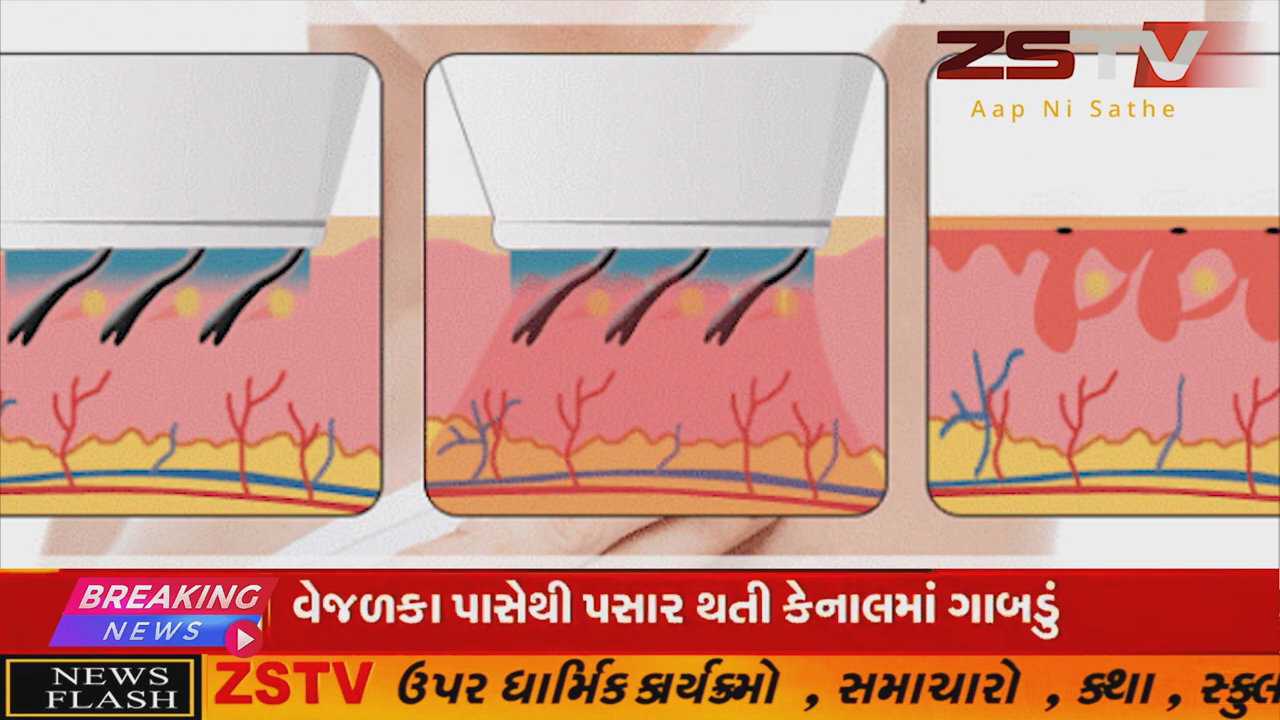 ZSTV
Aap Ni Sathe
BREAKING
NEWS
વેજળકા પાસેથી પસાર થતી કેનાલમાં ગાબડું
NEWS
FLASH
ZSTV ઉપર ધાર્મિક કાર્યક્રમો , સમાચારો , કથા ,